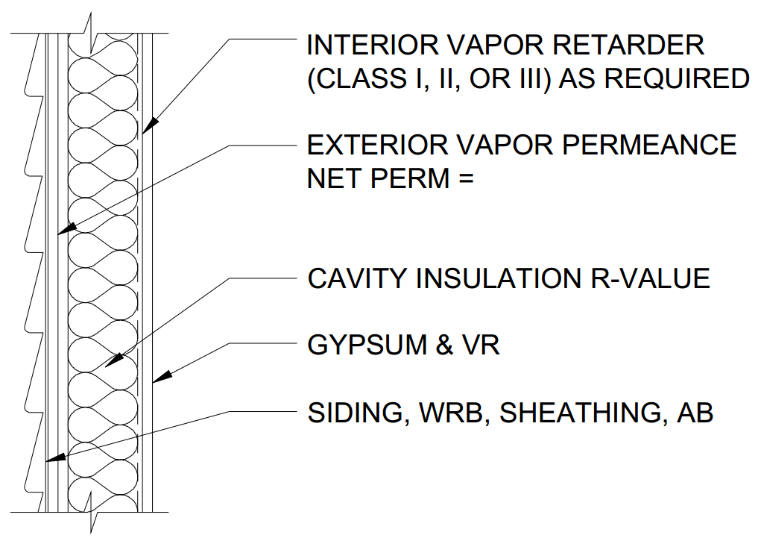 INTERIOR VAPOR RETARDER
(CLASS I, II, OR III) AS REQUIRED
EXTERIOR VAPOR PERMEANCE
NET PERM =
CAVITY INSULATION R-VALUE
GYPSUM & VR
SIDING, WRB, SHEATHING, AB